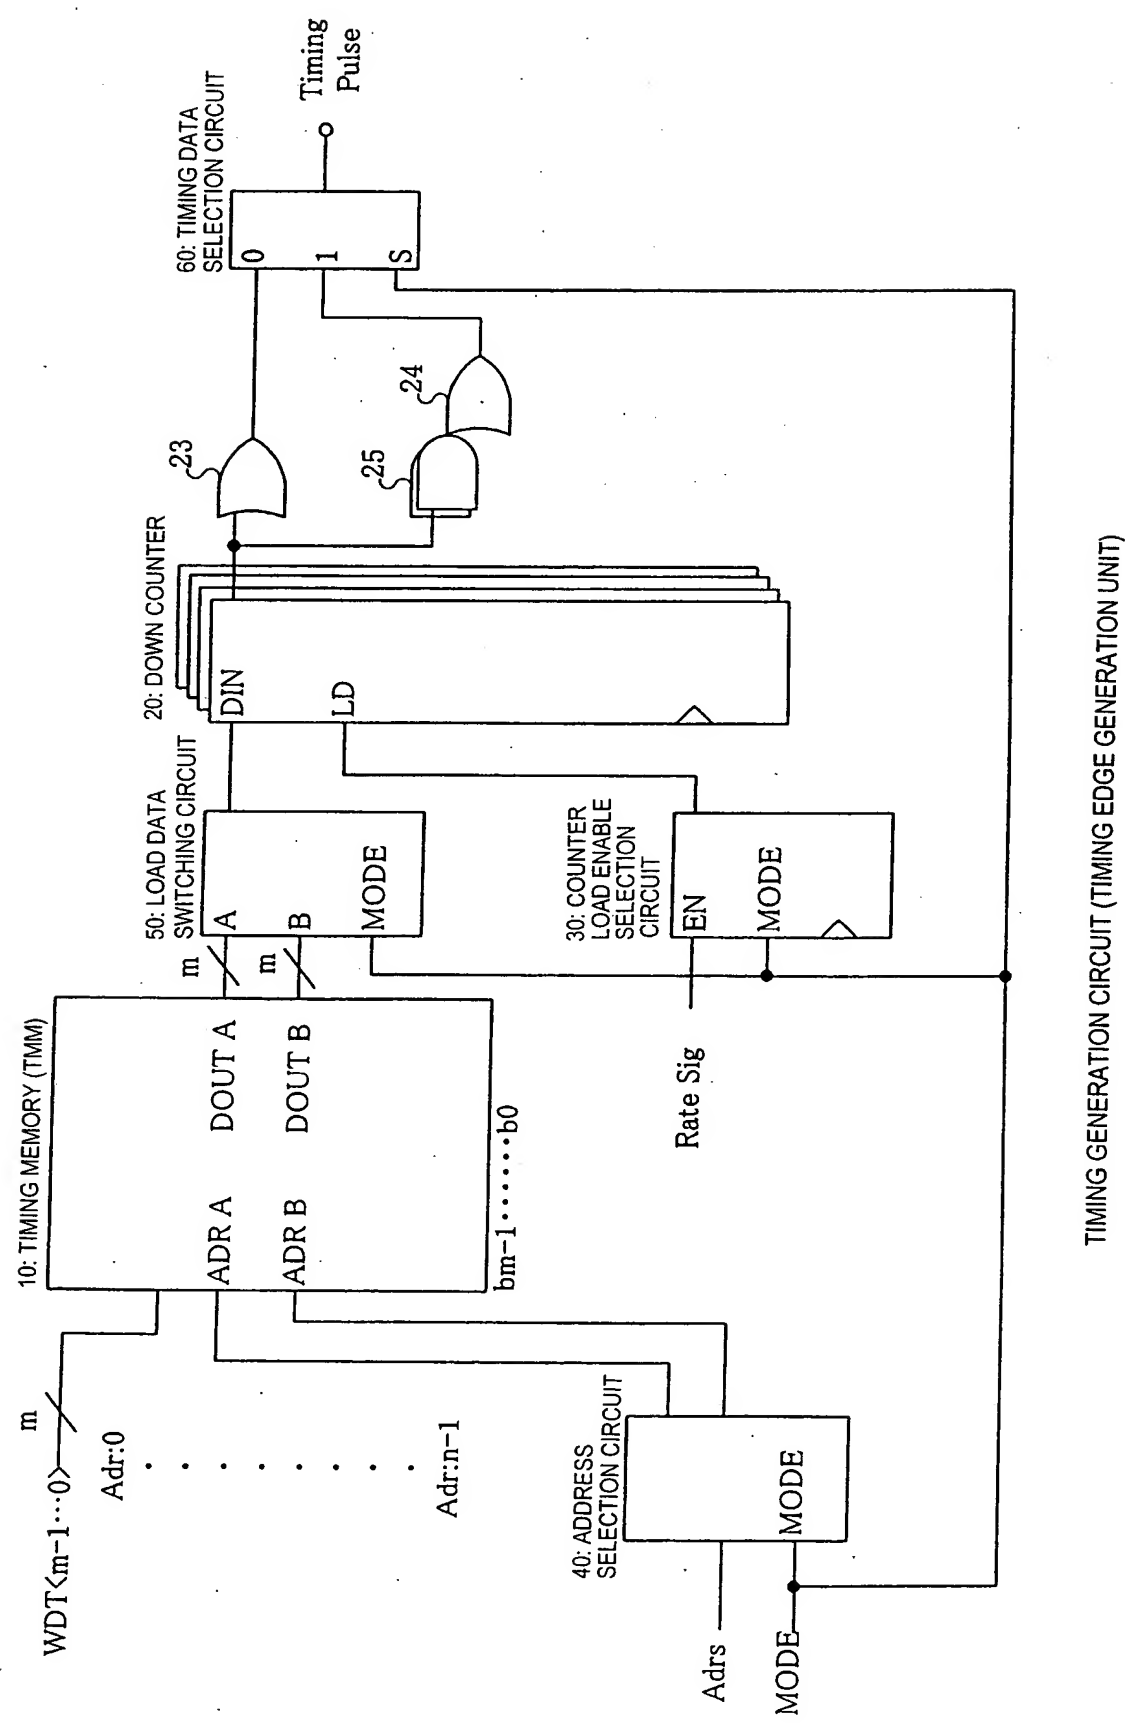 WDT<m-1···0>
m
Adr:0
Adr:n-1
10: TIMING MEMORY (TMM)
ADR A
DOUT A
ADR B
DOUT B
bm-1·······b0
m
m
50: LOAD DATA
SWITCHING CIRCUIT
A
B
MODE
20: DOWN COUNTER
DIN
LD
23
25
24
60: TIMING DATA
SELECTION CIRCUIT
0
1
S
Timing
Pulse
Rate Sig
30: COUNTER
LOAD ENABLE
SELECTION
CIRCUIT
EN
MODE
40: ADDRESS
SELECTION CIRCUIT
MODE
Adrs
MODE
TIMING GENERATION CIRCUIT (TIMING EDGE GENERATION UNIT)